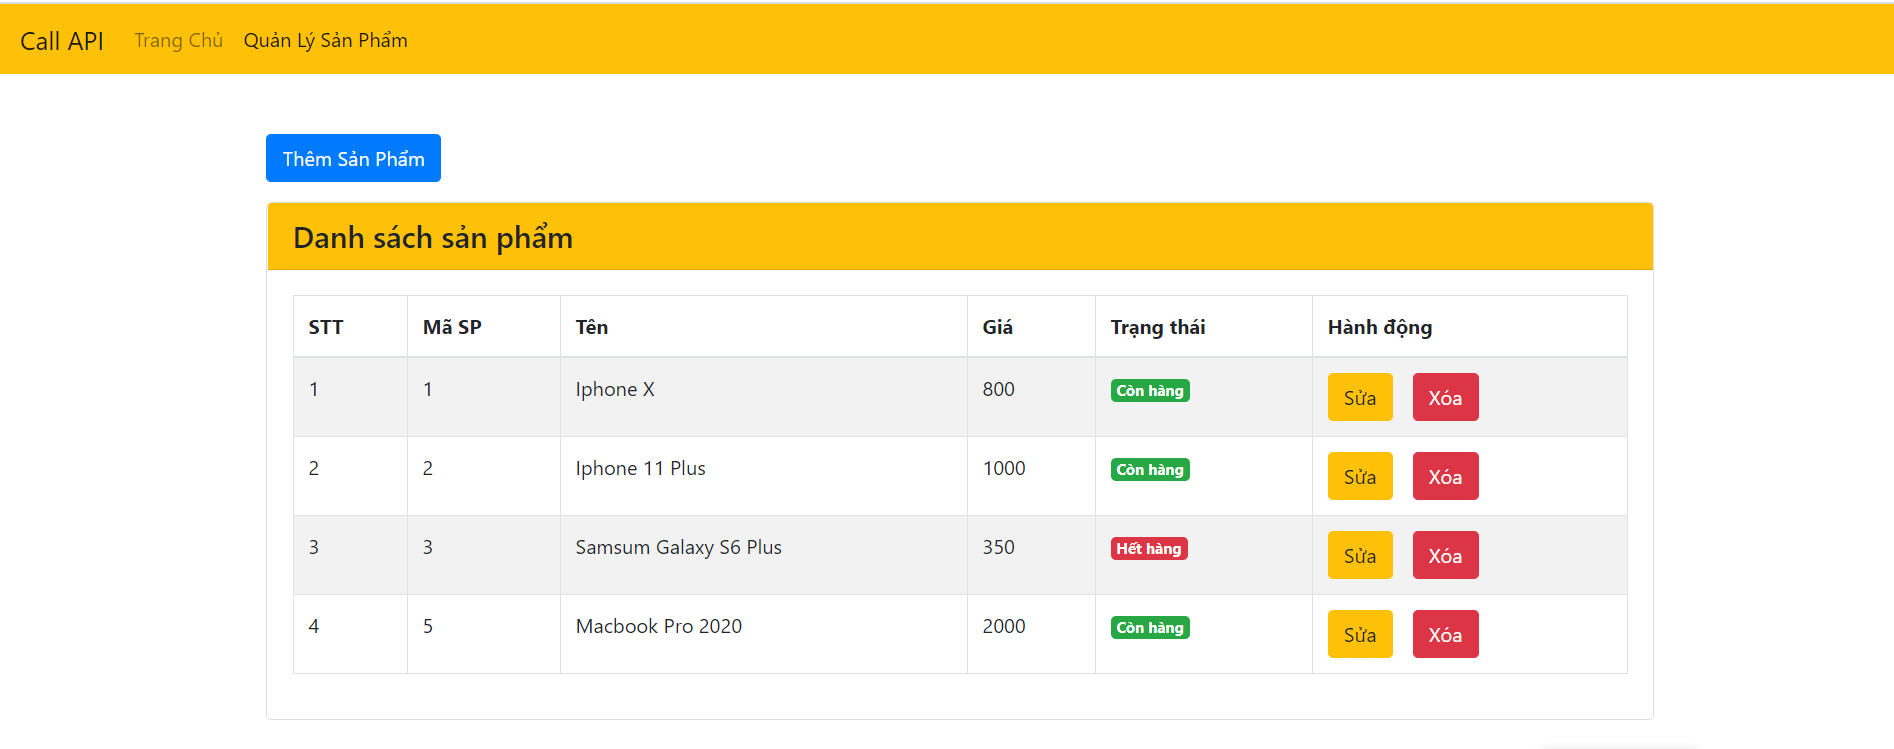 Call API Trang Chủ Quản Lý Sản Phẩm
Thêm Sản Phẩm
Danh sách sản phẩm
STT Mã SP Tên Giá Trạng thái Hành động
1 1 Iphone X 800 Còn hàng Sửa Xóa
2 2 Iphone 11 Plus 1000 Còn hàng Sửa Xóa
3 3 Samsum Galaxy S6 Plus 350 Hết hàng Sửa Xóa
4 5 Macbook Pro 2020 2000 Còn hàng Sửa Xóa